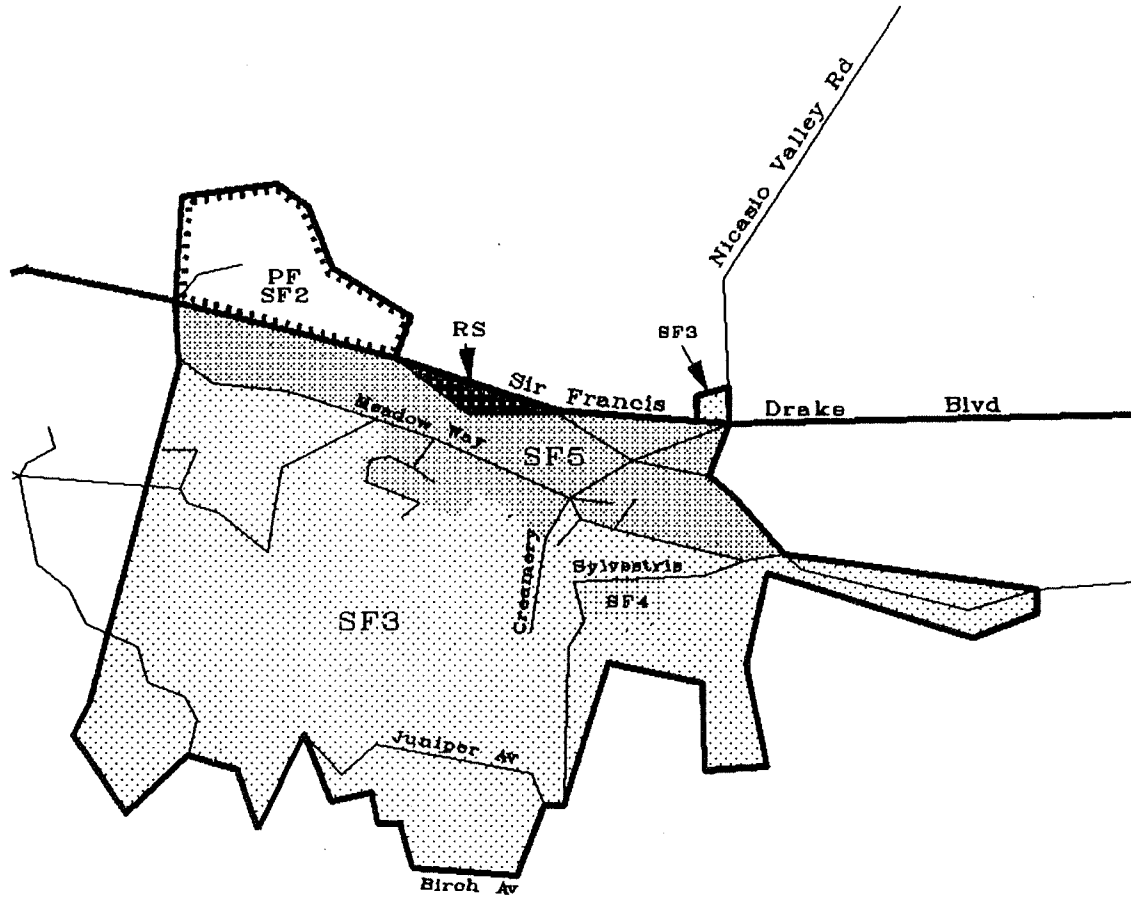 Nicasio Valley Rd
PF
SF2
RS
SF3
Sir Francis Drake Blvd
Meadow Way
SF5
Creamery
Sylvestris
SF4
SF3
Juniper Av
Birch Av